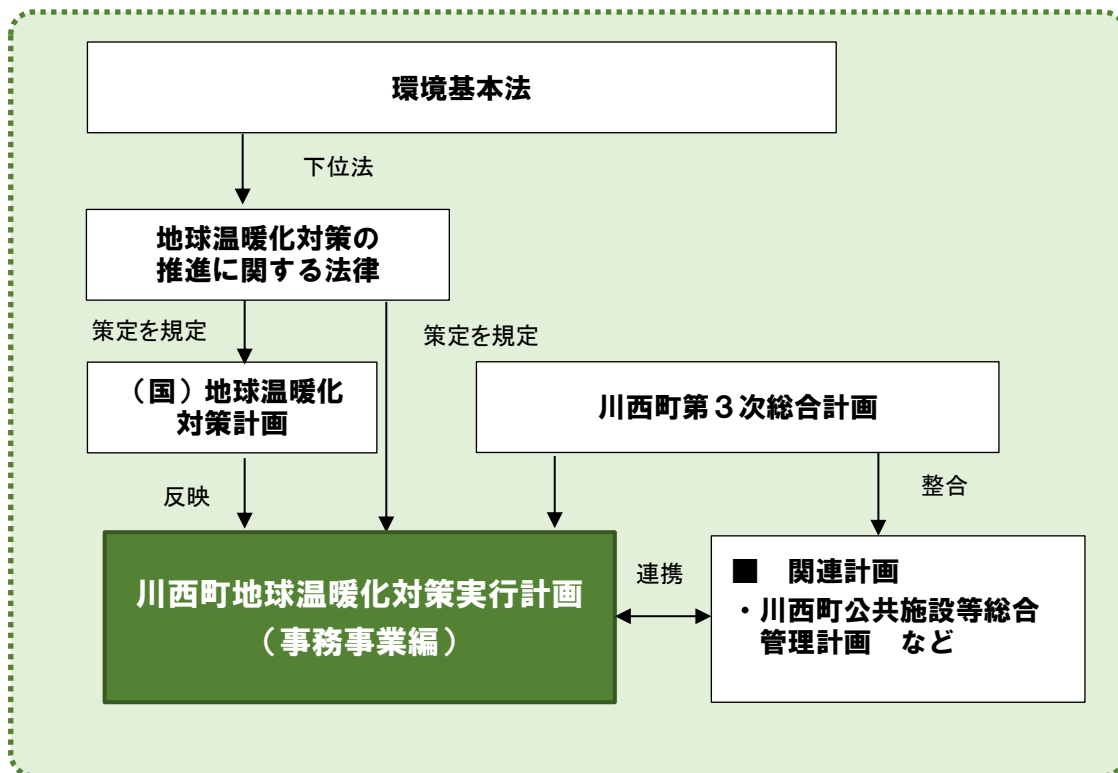 環境基本法
下位法
地球温暖化対策の
推進に関する法律
策定を規定
策定を規定
（国）地球温暖化
対策計画
川西町第３次総合計画
反映
整合
川西町地球温暖化対策実行計画
（事務事業編）
連携
■　関連計画
・川西町公共施設等総合
管理計画　など